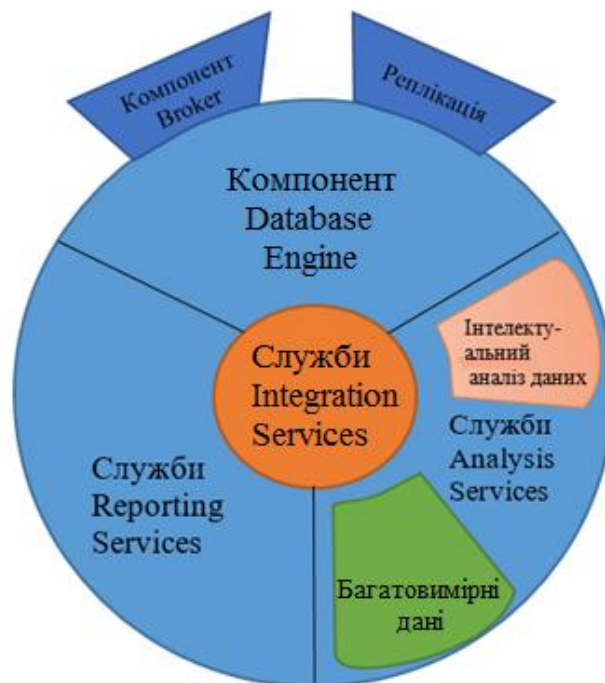 Компонент
Broker
Реплікація
Компонент
Database
Engine
Інтелекту-
альний
аналіз даних
Служби
Integration
Services
Служби
Analysis
Services
Служби
Reporting
Services
Багатовимірні
дані